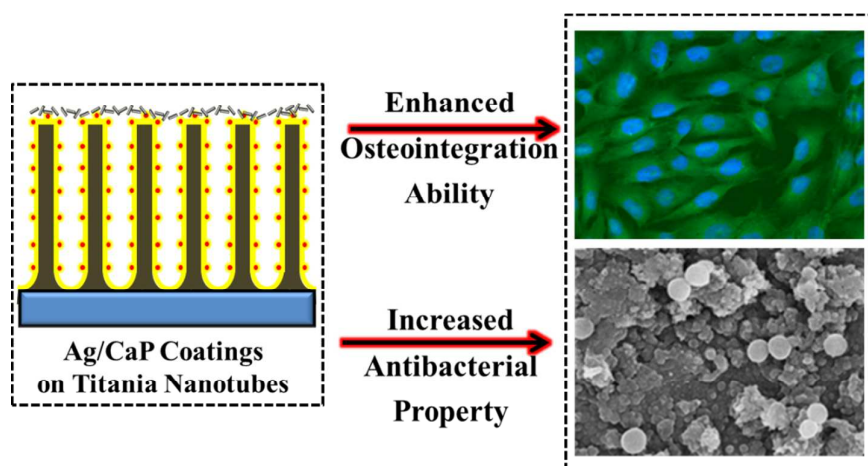 Enhanced
Osteointegration
Ability
Ag/CaP Coatings
on Titania Nanotubes
Increased
Antibacterial
Property